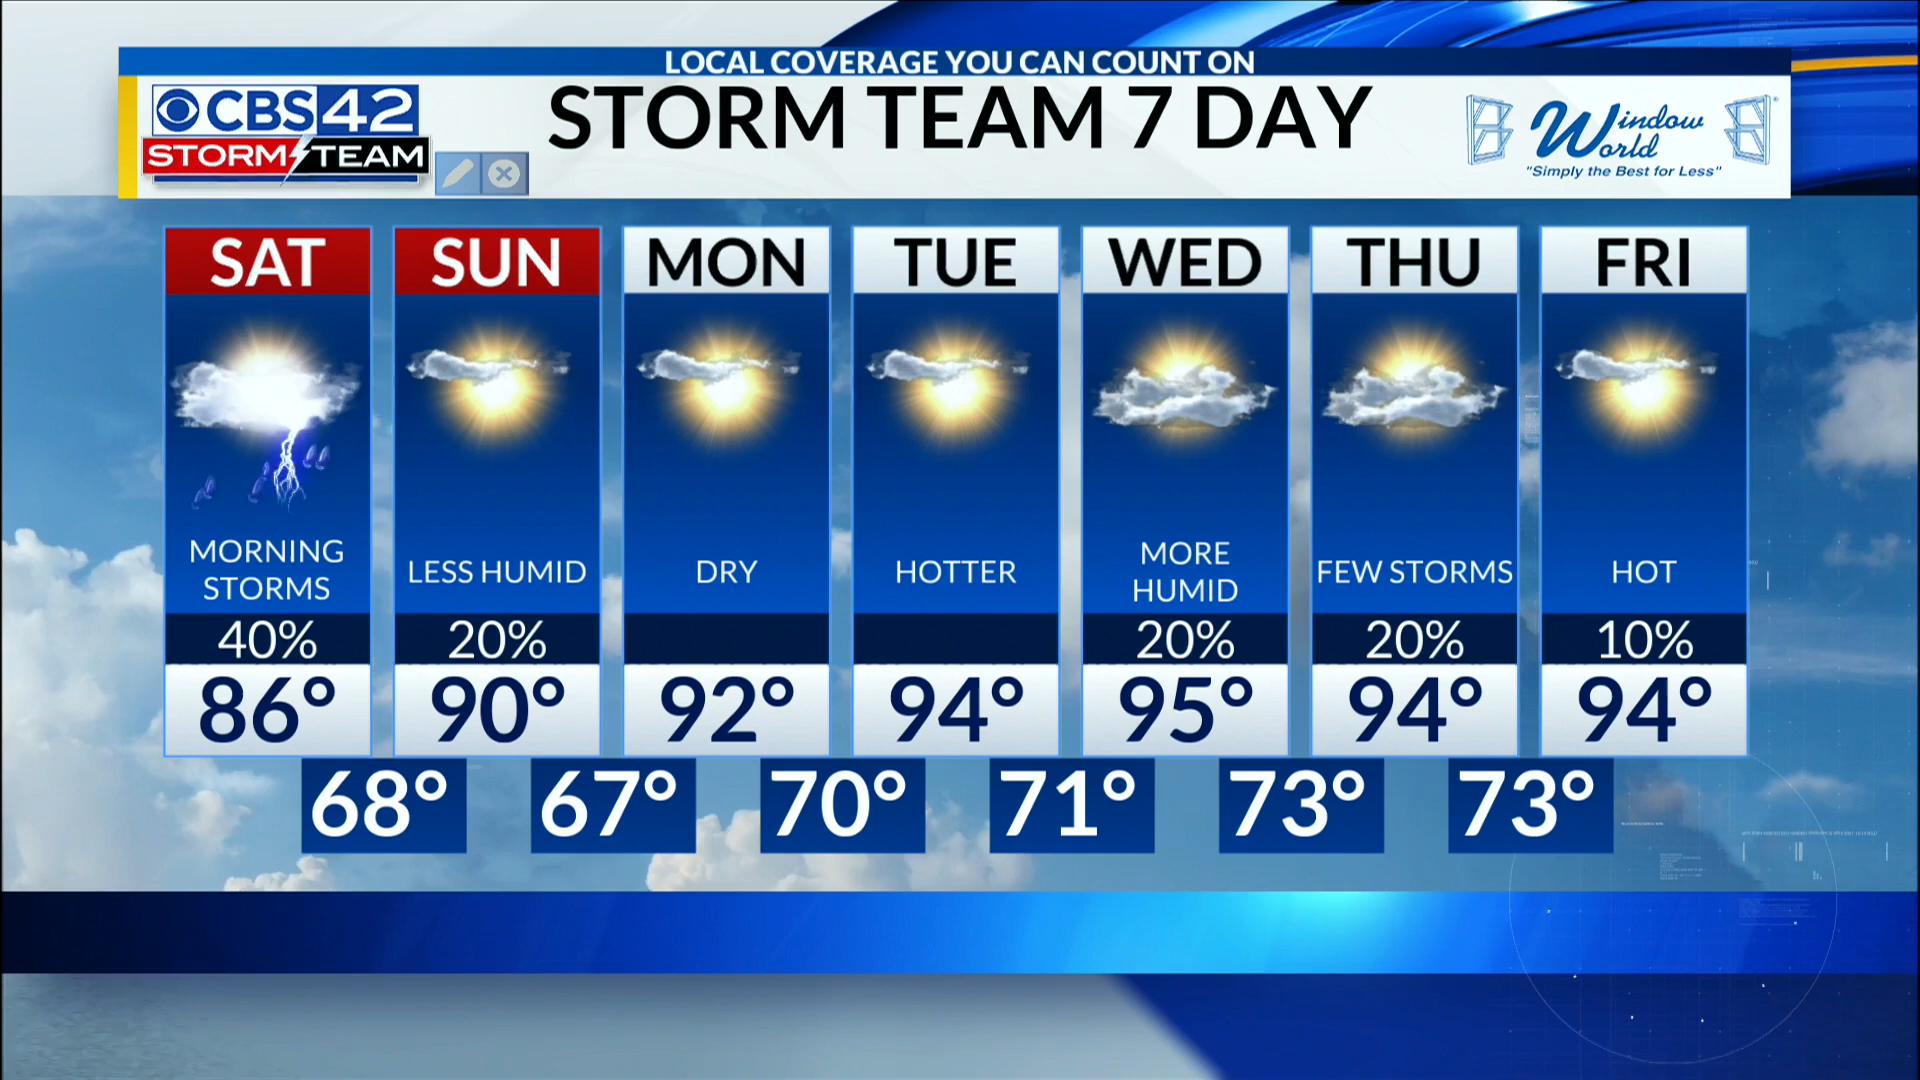 LOCAL COVERAGE YOU CAN COUNT ON
CBS 42
STORM TEAM
STORM TEAM 7 DAY
Window World
"Simply the Best for Less"
SAT SUN MON TUE WED THU FRI
MORNING STORMS
LESS HUMID
DRY
HOTTER
MORE HUMID
FEW STORMS
HOT
40% 20% 20% 20% 10%
86° 90° 92° 94° 95° 94° 94°
68° 67° 70° 71° 73° 73°